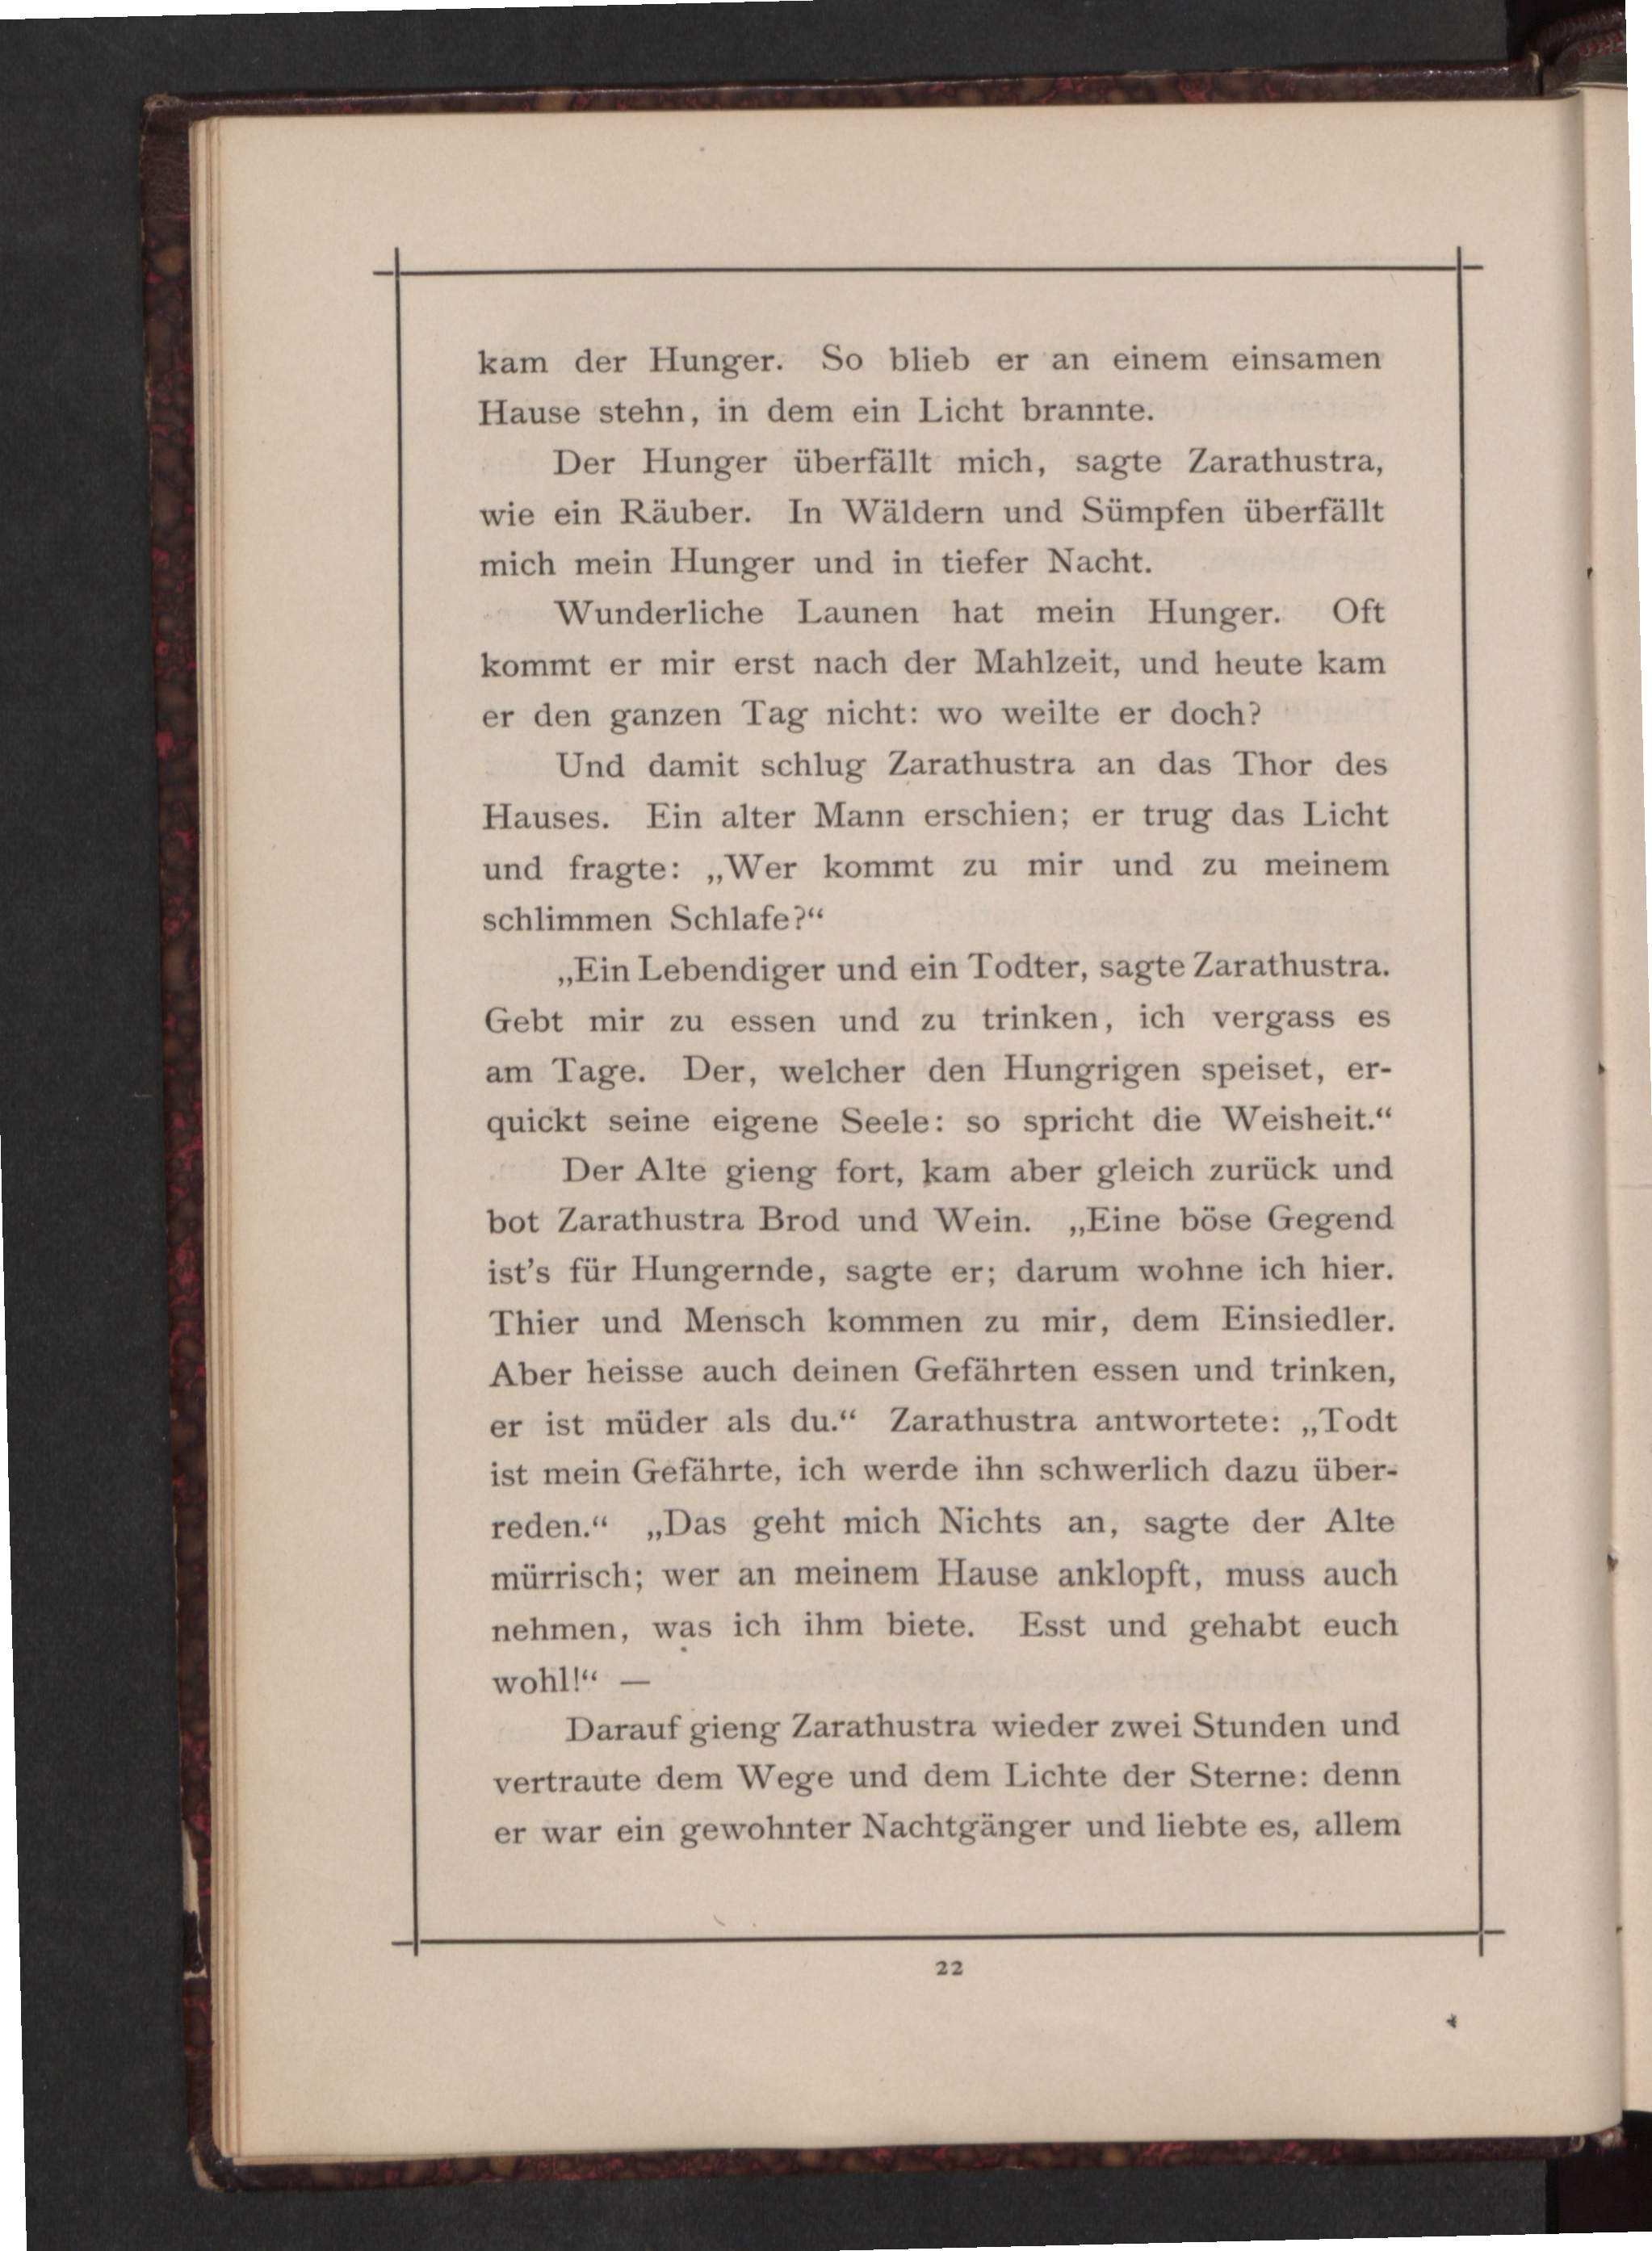 kam der Hunger. So blieb er an einem einsamen
Hause stehn, in dem ein Licht brannte.
Der Hunger überfällt mich, sagte Zarathustra,
wie ein Räuber. In Wäldern und Sümpfen überfällt
mich mein Hunger und in tiefer Nacht.
Wunderliche Launen hat mein Hunger. Oft
kommt er mir erst nach der Mahlzeit, und heute kam
er den ganzen Tag nicht: wo weilte er doch?
Und damit schlug Zarathustra an das Thor des
Hauses. Ein alter Mann erschien; er trug das Licht
und fragte: „Wer kommt zu mir und zu meinem
schlimmen Schlafe?“
„Ein Lebendiger und ein Todter, sagte Zarathustra.
Gebt mir zu essen und zu trinken, ich vergass es
am Tage. Der, welcher den Hungrigen speiset, er-
quickt seine eigene Seele: so spricht die Weisheit.“
Der Alte gieng fort, kam aber gleich zurück und
bot Zarathustra Brod und Wein. „Eine böse Gegend
ist's für Hungernde, sagte er; darum wohne ich hier.
Thier und Mensch kommen zu mir, dem Einsiedler.
Aber heisse auch deinen Gefährten essen und trinken,
er ist müder als du.“ Zarathustra antwortete: „Todt
ist mein Gefährte, ich werde ihn schwerlich dazu über-
reden.“ „Das geht mich Nichts an, sagte der Alte
mürrisch; wer an meinem Hause anklopft, muss auch
nehmen, was ich ihm biete. Esst und gehabt euch
wohl!“ —
Darauf gieng Zarathustra wieder zwei Stunden und
vertraute dem Wege und dem Lichte der Sterne: denn
er war ein gewohnter Nachtgänger und liebte es, allem
22